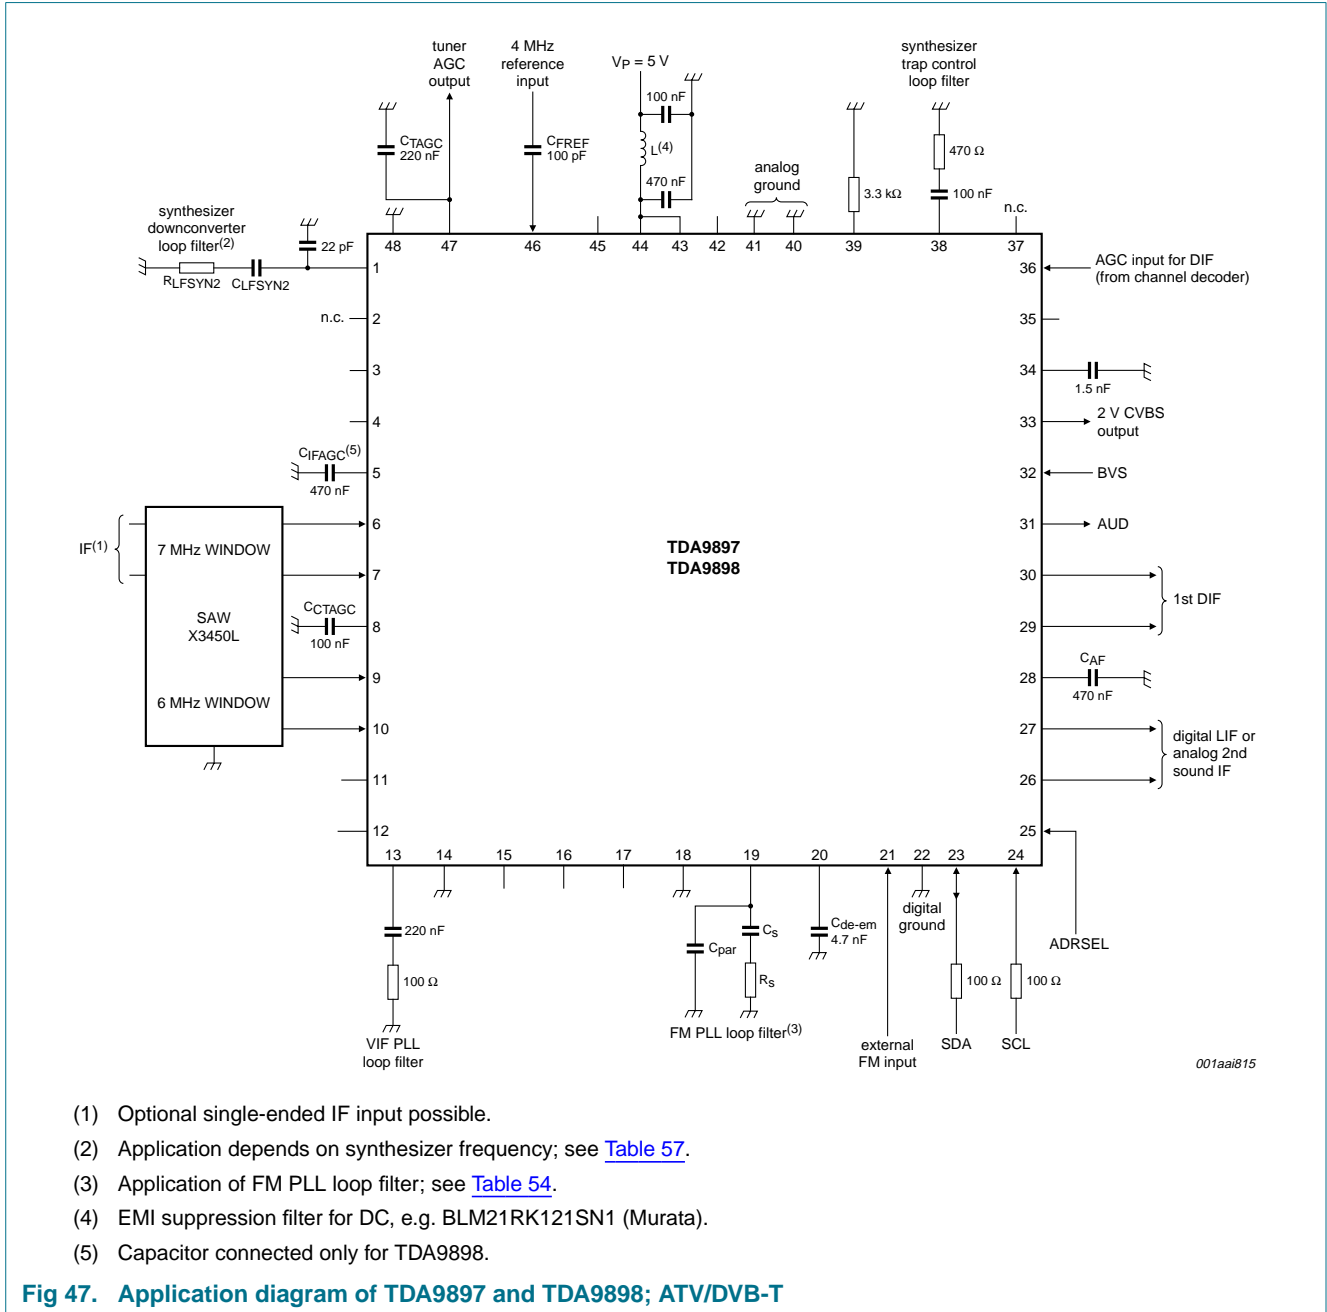 tuner
AGC
output
4 MHz
reference
input
VP = 5 V
synthesizer
trap control
loop filter
100 nF
CTAGC
220 nF
CFREF
100 pF
L(4)
470 Ω
analog
ground
470 nF
3.3 kΩ
100 nF
n.c.
synthesizer
downconverter
loop filter(2)
22 pF
RLFSYN2
CLFSYN2
48
47
46
45
44
43
42
41
40
39
38
37
1
n.c.
2
3
4
CIFAGC(5)
470 nF
5
IF(1)
7 MHz WINDOW
SAW
X3450L
6 MHz WINDOW
6
7
CCTAGC
100 nF
8
9
10
11
12
TDA9897
TDA9898
36
AGC input for DIF
(from channel decoder)
35
34
1.5 nF
33
2 V CVBS
output
32
BVS
31
AUD
30
1st DIF
29
CAF
28
470 nF
27
digital LIF or
analog 2nd
sound IF
26
25
13
14
15
16
17
18
19
20
21
22
23
24
220 nF
100 Ω
VIF PLL
loop filter
Cpar
Cs
Rs
FM PLL loop filter(3)
Cde-em
4.7 nF
digital
ground
external
FM input
100 Ω
SDA
100 Ω
SCL
ADRSEL
001aai815
(1) Optional single-ended IF input possible.
(2) Application depends on synthesizer frequency; see Table 57.
(3) Application of FM PLL loop filter; see Table 54.
(4) EMI suppression filter for DC, e.g. BLM21RK121SN1 (Murata).
(5) Capacitor connected only for TDA9898.
Fig 47. Application diagram of TDA9897 and TDA9898; ATV/DVB-T